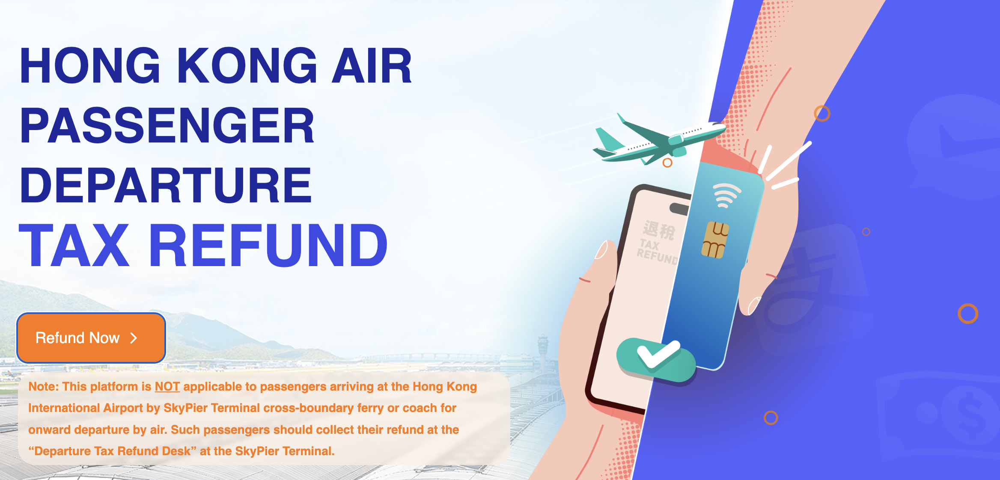 HONG KONG AIR
PASSENGER
DEPARTURE
TAX REFUND
Refund Now
Note: This platform is NOT applicable to passengers arriving at the Hong Kong
International Airport by SkyPier Terminal cross-boundary ferry or coach for
onward departure by air. Such passengers should collect their refund at the
“Departure Tax Refund Desk” at the SkyPier Terminal.
退稅
TAX
REFUND
支
$